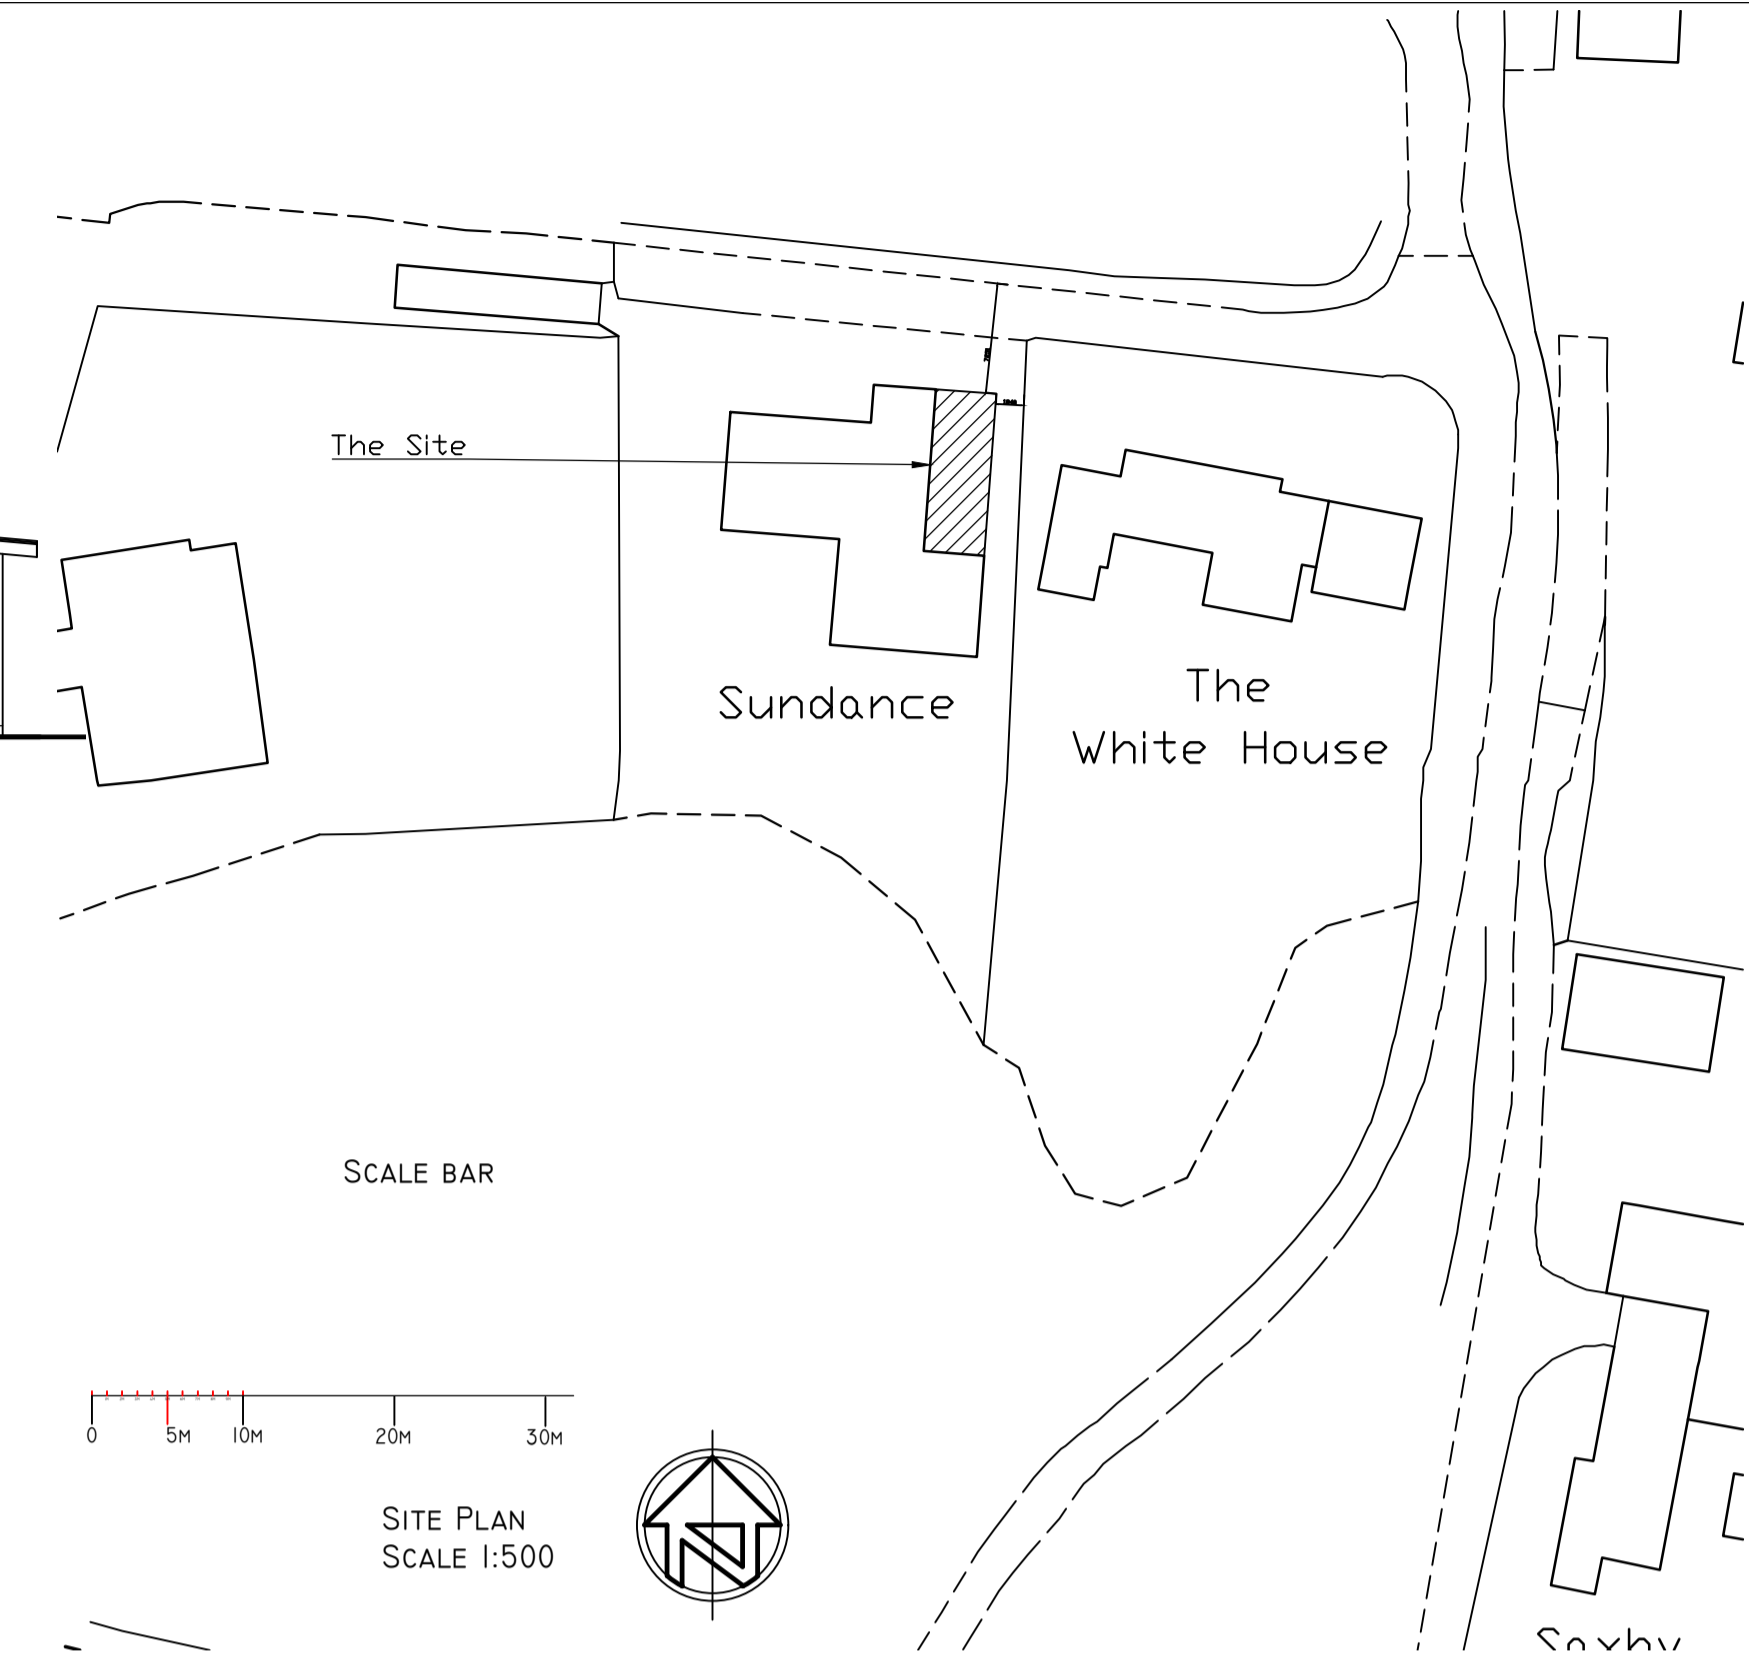 The Site
Sundance
The
White House
SCALE BAR
0 5M 10M 20M 30M
SITE PLAN
SCALE 1:500
N